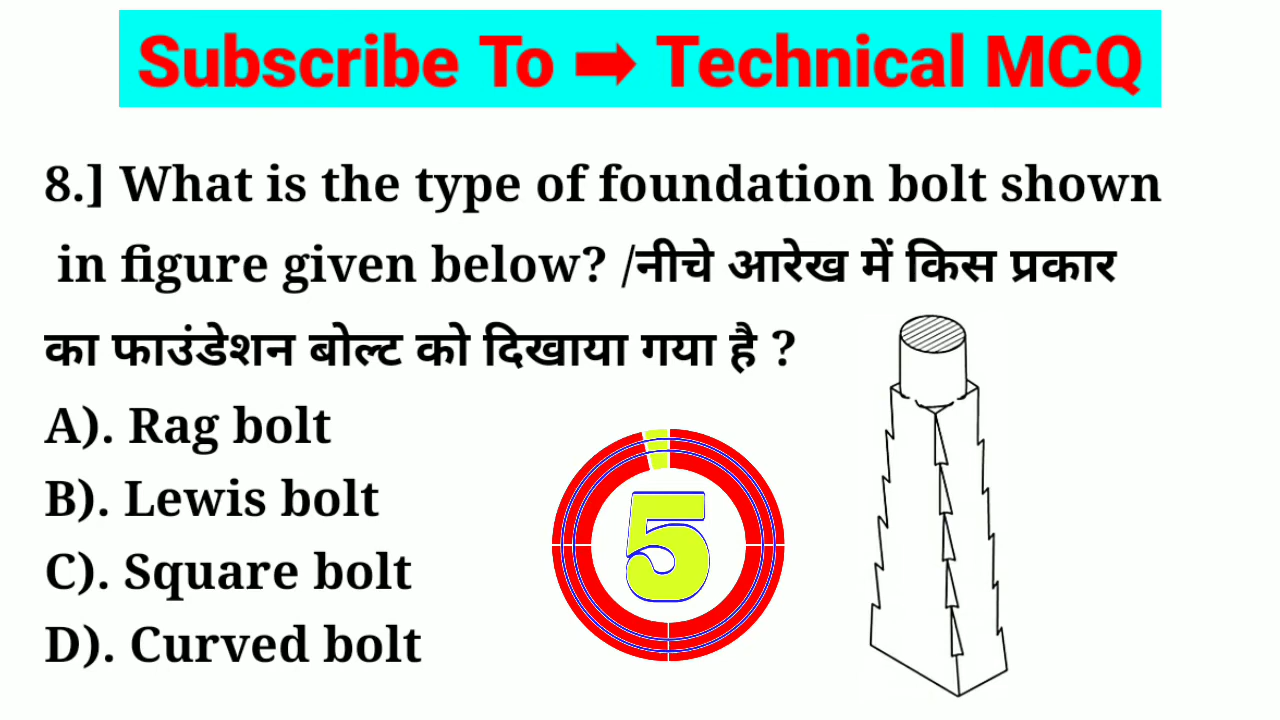 Subscribe To ➡ Technical MCQ
8.] What is the type of foundation bolt shown
in figure given below? /नीचे आरेख में किस प्रकार
का फाउंडेशन बोल्ट को दिखाया गया है ?
A). Rag bolt
B). Lewis bolt
C). Square bolt
D). Curved bolt
5